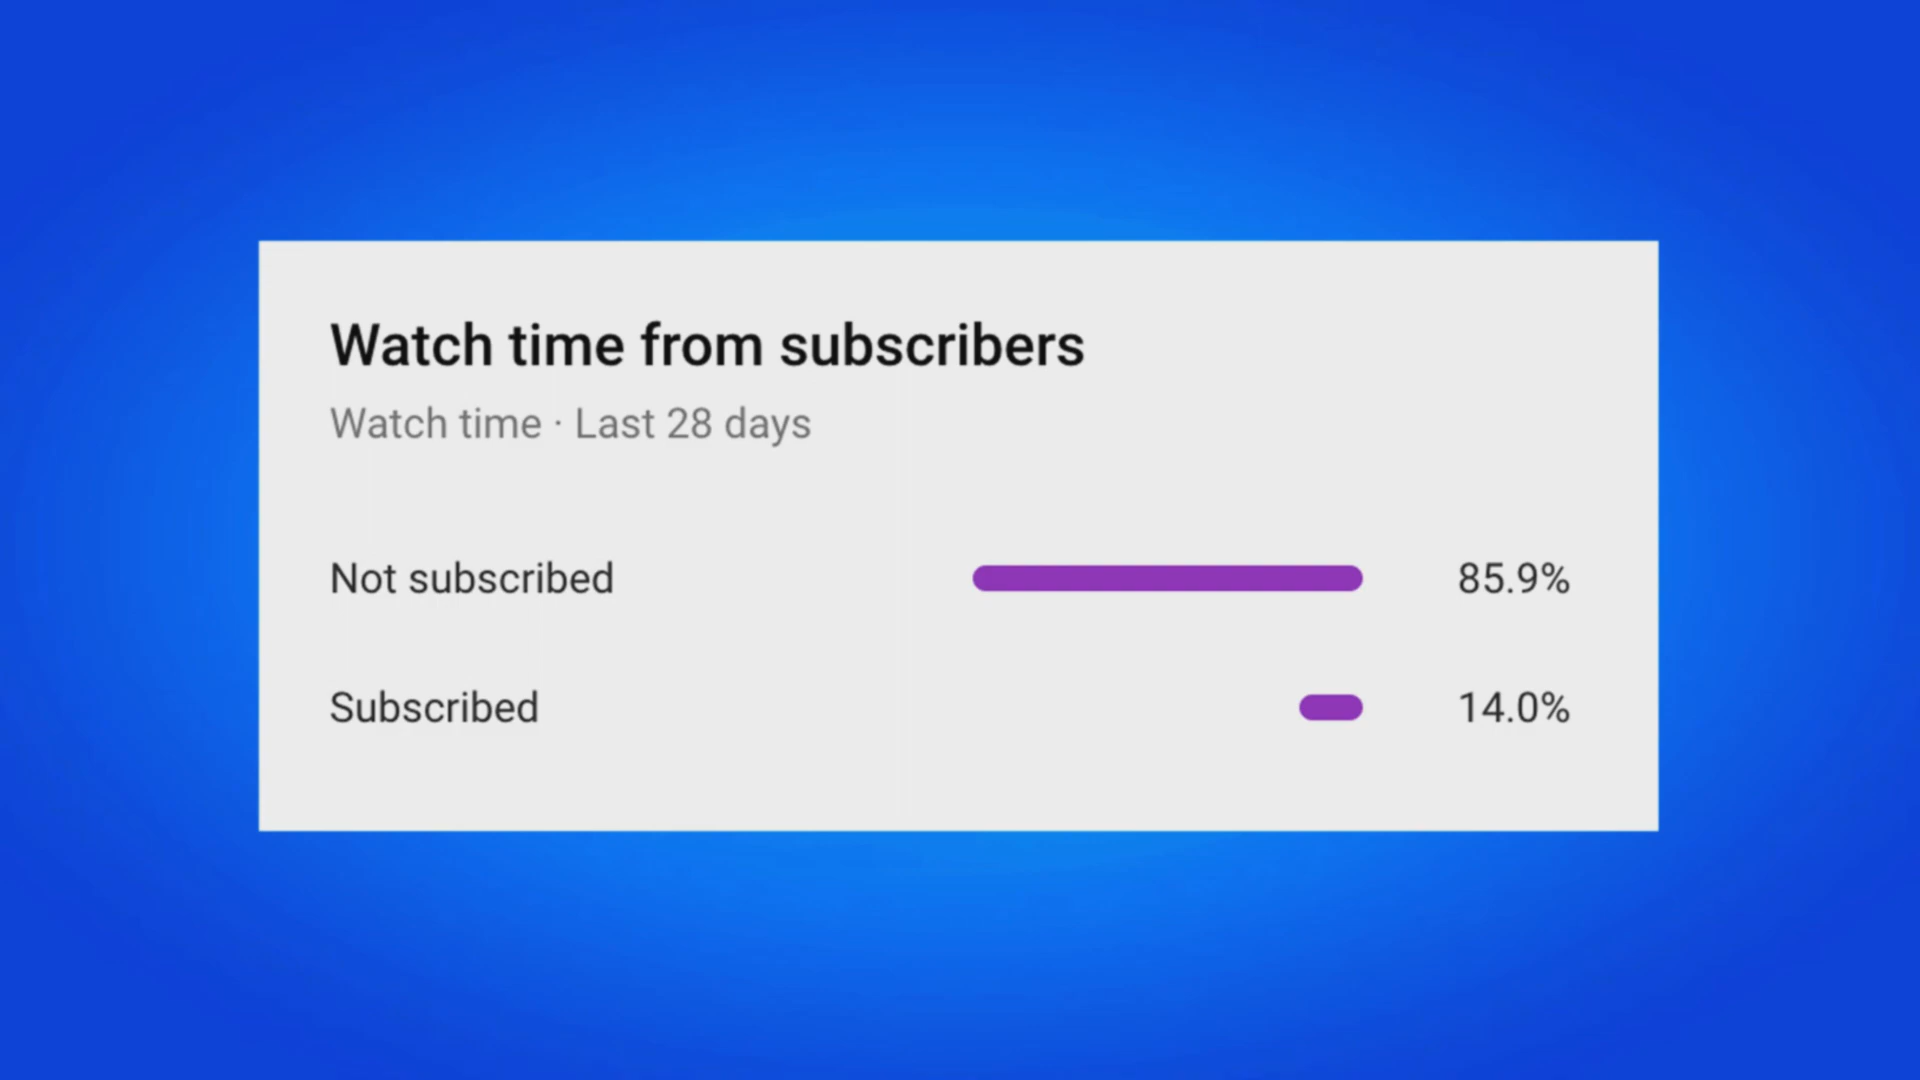 Watch time from subscribers
Watch time · Last 28 days
Not subscribed 85.9%
Subscribed 14.0%